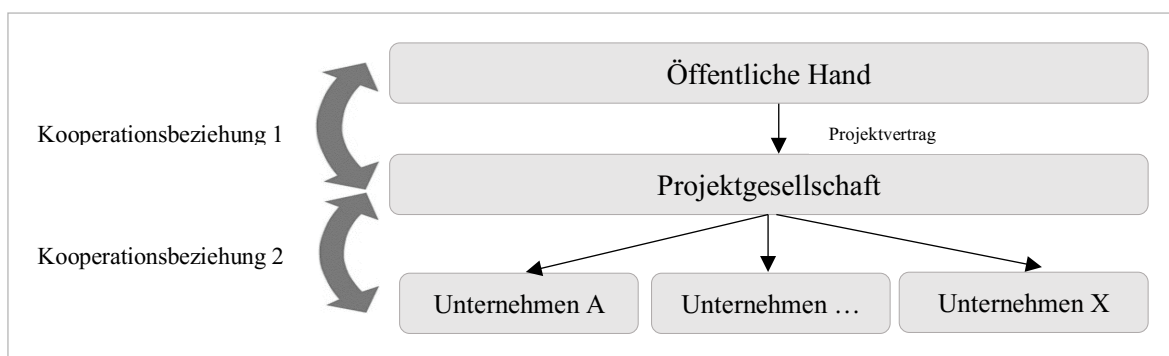 Öffentliche Hand
Kooperationsbeziehung 1
Projektvertrag
Projektgesellschaft
Kooperationsbeziehung 2
Unternehmen A
Unternehmen …
Unternehmen X